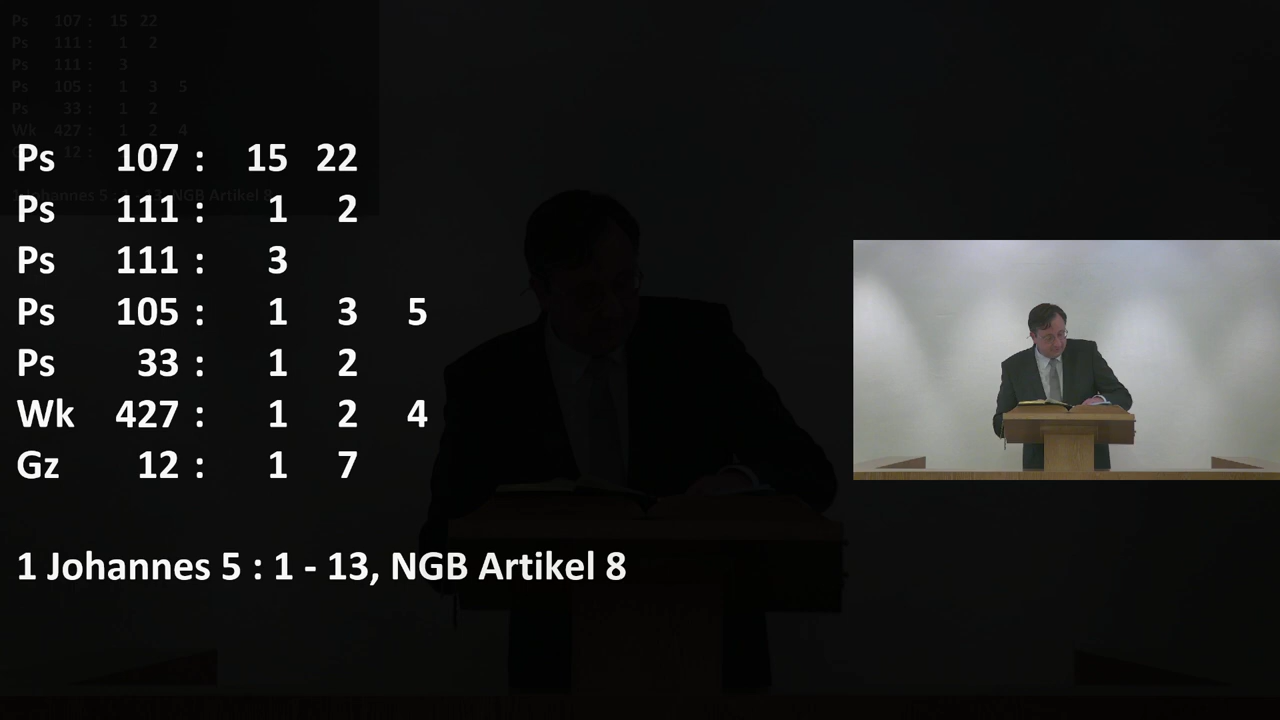 Ps 107 : 15 22
Ps 111 : 1 2
Ps 111 : 3
Ps 105 : 1 3 5
Ps 33 : 1 2
Wk 427 : 1 2 4
Gz 12 : 1 7
1 Johannes 5 : 1 - 13, NGB Artikel 8